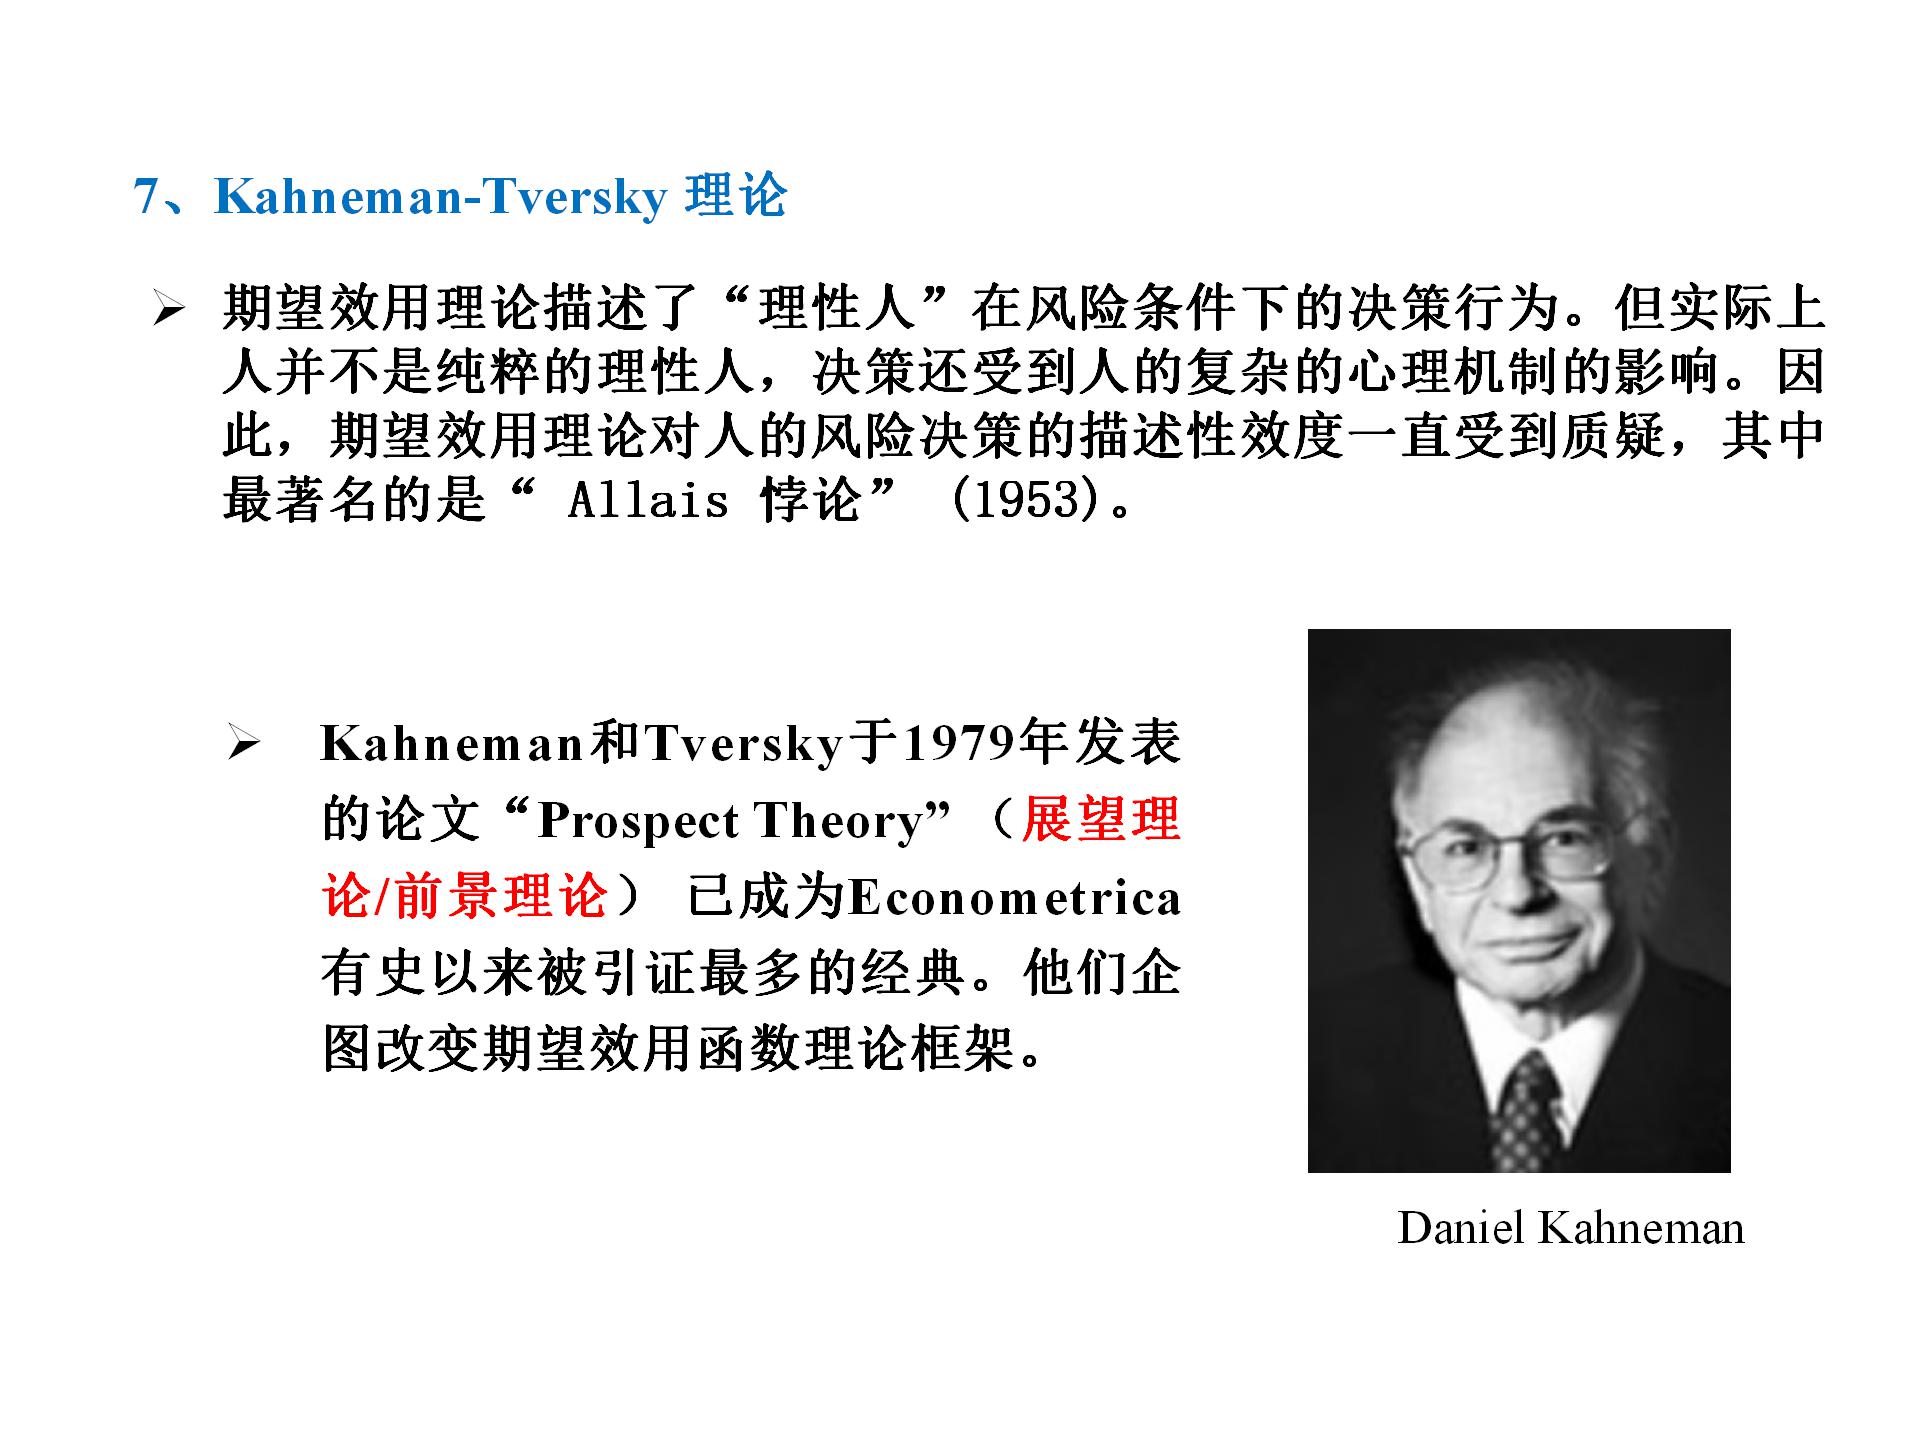 7、Kahneman-Tversky 理论
➢ 期望效用理论描述了“理性人”在风险条件下的决策行为。但实际上
人并不是纯粹的理性人，决策还受到人的复杂的心理机制的影响。因
此，期望效用理论对人的风险决策的描述性效度一直受到质疑，其中
最著名的是“ Allais 悖论” (1953)。
➢ Kahneman和Tversky于1979年发表
的论文“Prospect Theory”（展望理
论/前景理论） 已成为Econometrica
有史以来被引证最多的经典。他们企
图改变期望效用函数理论框架。
Daniel Kahneman